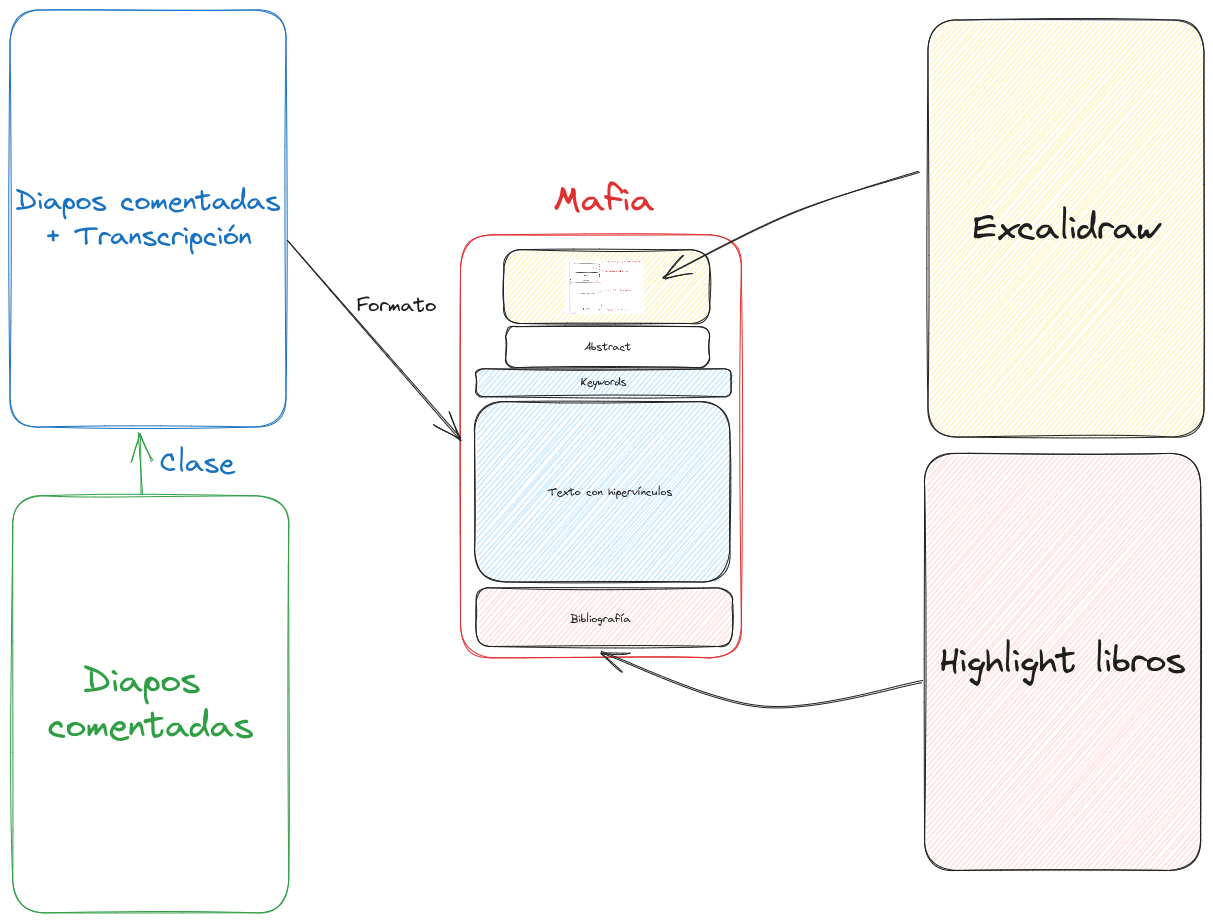 Diapos comentadas
+ Transcripción
Clase
Diapos
comentadas
Formato
Mafia
Abstract
Keywords
Texto con hipervínculos
Bibliografía
Excalidraw
Highlight libros